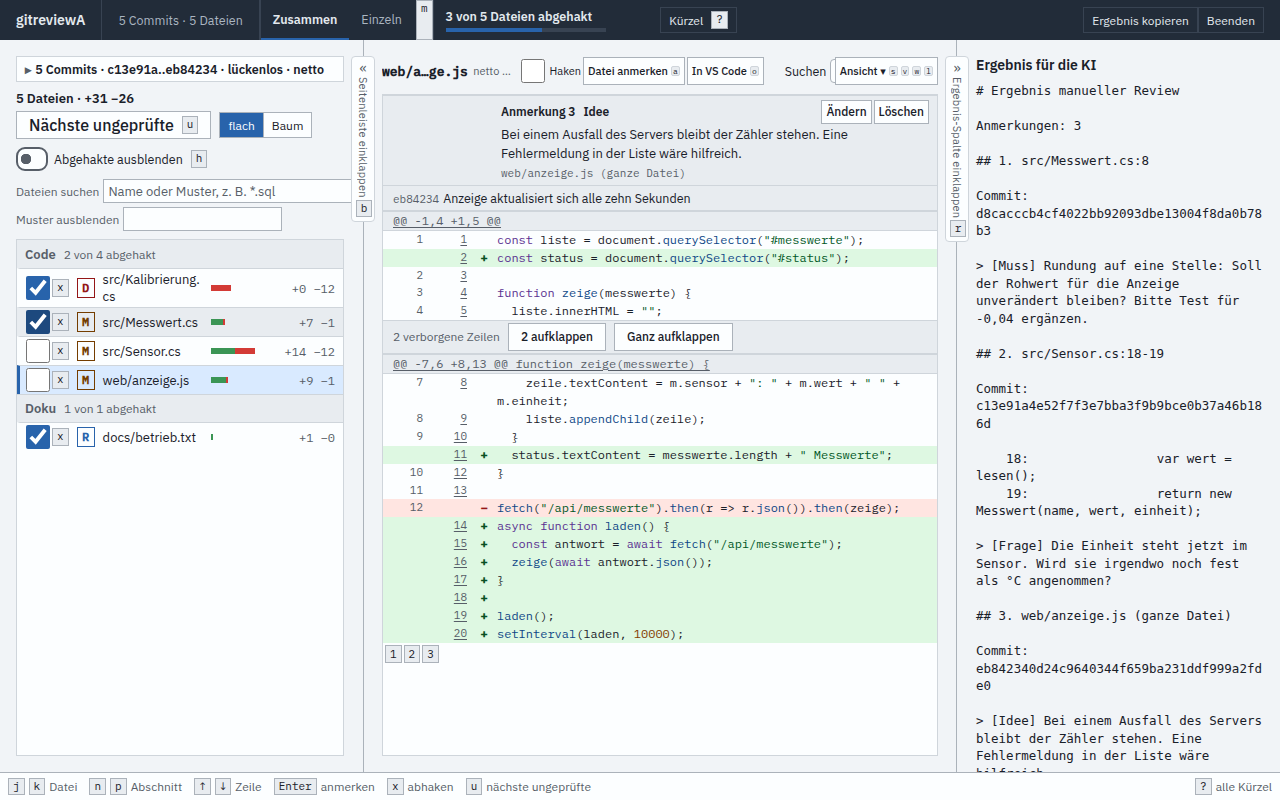 gitreviewA 5 Commits · 5 Dateien Zusammen Einzeln m 3 von 5 Dateien abgehakt Kürzel ? Ergebnis kopieren Beenden
▸ 5 Commits · c13e91a..eb84234 · lückenlos · netto
5 Dateien · +31 −26
Nächste ungeprüfte u flach Baum
Abgehakte ausblenden h
Dateien suchen Name oder Muster, z. B. *.sql
Muster ausblenden
Code 2 von 4 abgehakt
x D src/Kalibrierung.
cs +0 −12
x M src/Messwert.cs +7 −1
x M src/Sensor.cs +14 −12
x M web/anzeige.js +9 −1
Doku 1 von 1 abgehakt
x R docs/betrieb.txt +1 −0
« Seitenleiste einklappen b
web/a…ge.js netto … Haken Datei anmerken a In VS Code o Suchen Ansicht ▾ s v w l
Anmerkung 3 Idee Ändern Löschen
Bei einem Ausfall des Servers bleibt der Zähler stehen. Eine
Fehlermeldung in der Liste wäre hilfreich.
web/anzeige.js (ganze Datei)
eb84234 Anzeige aktualisiert sich alle zehn Sekunden
@@ -1,4 +1,5 @@
1 1 const liste = document.querySelector("#messwerte");
2 + const status = document.querySelector("#status");
2 3
3 4 function zeige(messwerte) {
4 5 liste.innerHTML = "";
2 verborgene Zeilen 2 aufklappen Ganz aufklappen
@@ -7,6 +8,13 @@ function zeige(messwerte) {
7 8 zeile.textContent = m.sensor + ": " + m.wert + " " +
m.einheit;
8 9 liste.appendChild(zeile);
9 10 }
11 + status.textContent = messwerte.length + " Messwerte";
10 12 }
11 13
12 − fetch("/api/messwerte").then(r => r.json()).then(zeige);
14 + async function laden() {
15 + const antwort = await fetch("/api/messwerte");
16 + zeige(await antwort.json());
17 + }
18 +
19 + laden();
20 + setInterval(laden, 10000);
1 2 3
» Ergebnis-Spalte einklappen r
Ergebnis für die KI
# Ergebnis manueller Review
Anmerkungen: 3
## 1. src/Messwert.cs:8
Commit:
d8cacccb4cf4022bb92093dbe13004f8da0b78
b3
> [Muss] Rundung auf eine Stelle: Soll
der Rohwert für die Anzeige
unverändert bleiben? Bitte Test für
-0,04 ergänzen.
## 2. src/Sensor.cs:18-19
Commit:
c13e91a4e52f7f3e7bba3f9b9bce0b37a46b18
6d
18: var wert =
lesen();
19: return new
Messwert(name, wert, einheit);
> [Frage] Die Einheit steht jetzt im
Sensor. Wird sie irgendwo noch fest
als °C angenommen?
## 3. web/anzeige.js (ganze Datei)
Commit:
eb842340d24c9640344f659ba231ddf999a2fd
e0
> [Idee] Bei einem Ausfall des Servers
bleibt der Zähler stehen. Eine
Fehlermeldung in der Liste wäre
j k Datei n p Abschnitt ↑ ↓ Zeile Enter anmerken x abhaken u nächste ungeprüfte ? alle Kürzel